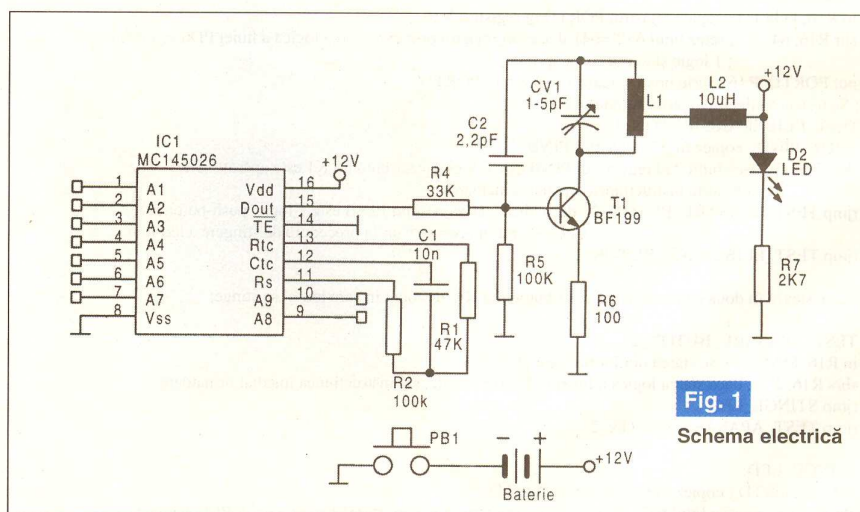 +12V
L2
10uH
CV1
1-5pF
L1
C2
2,2pF
IC1
MC145026
+12V
D2
LED
1 A1 Vdd 16
2 A2 Dout 15
3 A3 TE 14
4 A4 Rtc 13
5 A5 Ctc 12
6 A6 Rs 11
7 A7 A9 10
8 Vss A8 9
R4
33K
T1
BF199
C1
10n
R5
100K
R7
2K7
R6
100
R1
47K
R2
100k
Fig. 1
Schema electrică
PB1
- +
+12V
Baterie